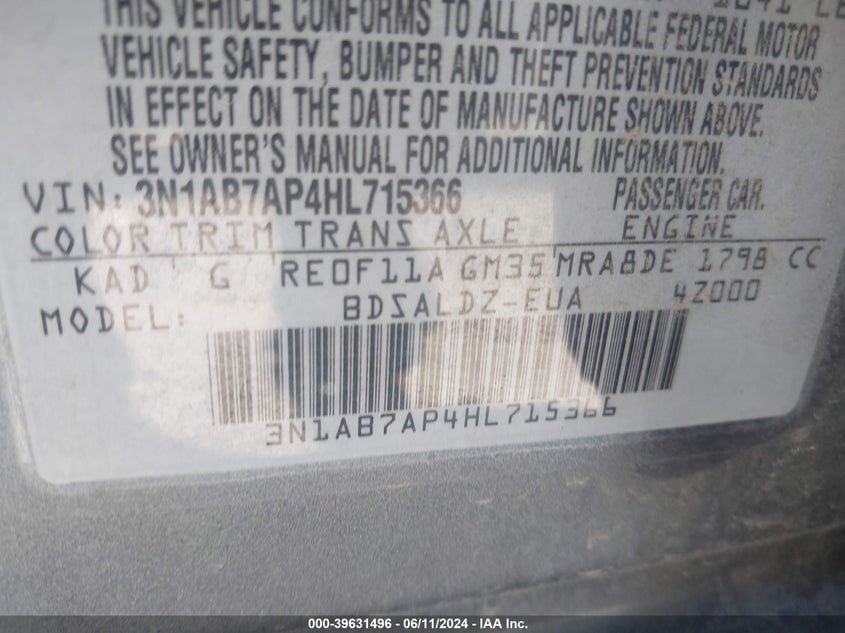 THIS VEHICLE CONFORMS TO ALL APPLICABLE FEDERAL MOTOR
VEHICLE SAFETY, BUMPER AND THEFT PREVENTION STANDARDS
IN EFFECT ON THE DATE OF MANUFACTURE SHOWN ABOVE.
SEE OWNER'S MANUAL FOR ADDITIONAL INFORMATION.
VIN: 3N1AB7AP4HL715366 PASSENGER CAR.
COLOR TRIM TRANS AXLE ENGINE
KAD G RE0F11A GM35 MRA8DE 1798 CC
MODEL: BDSALDZ-EUA 4Z000
3N1AB7AP4HL715366
000-39631496 - 06/11/2024 - IAA Inc.